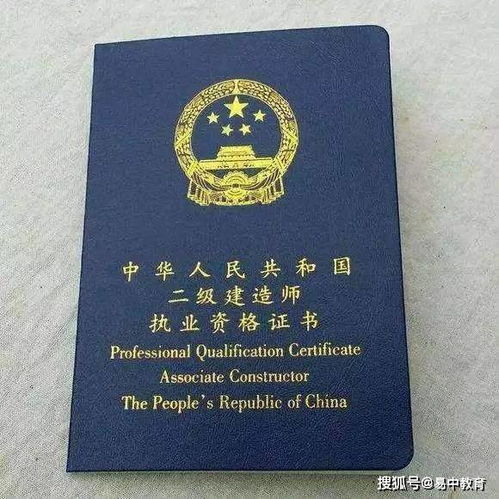 中华人民共和国
二级建造师
执业资格证书
Professional Qualification Certificate
Associate Constructor
The People's Republic of China
搜狐号@易中教育